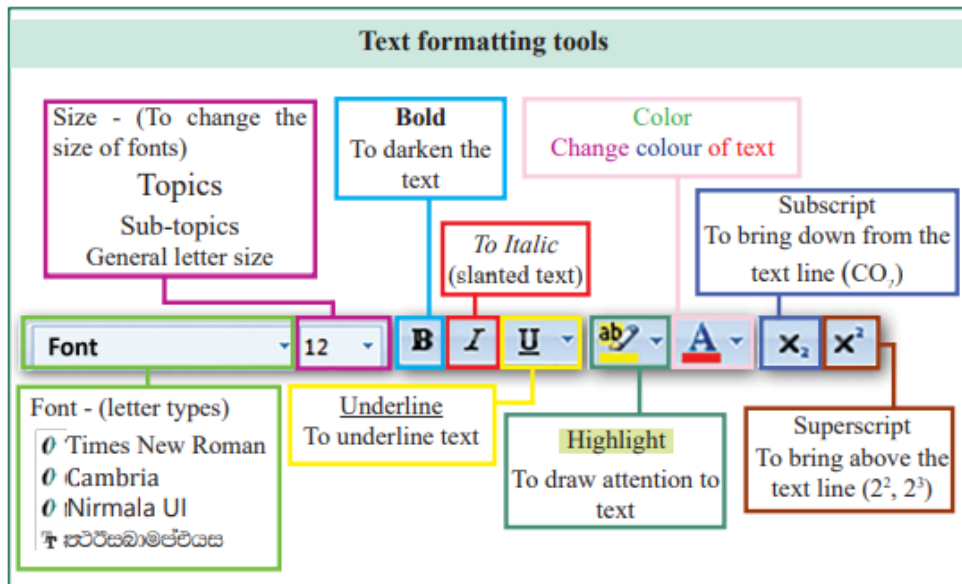 Text formatting tools
Size - (To change the
size of fonts)
Topics
Sub-topics
General letter size
Bold
To darken the
text
Color
Change colour of text
To Italic
(slanted text)
Subscript
To bring down from the
text line (CO₂)
Font
12
B
I
U
ab
A
X₂
X²
Font - (letter types)
Times New Roman
Cambria
Nirmala UI
Underline
To underline text
Highlight
To draw attention to
text
Superscript
To bring above the
text line (2², 2³)